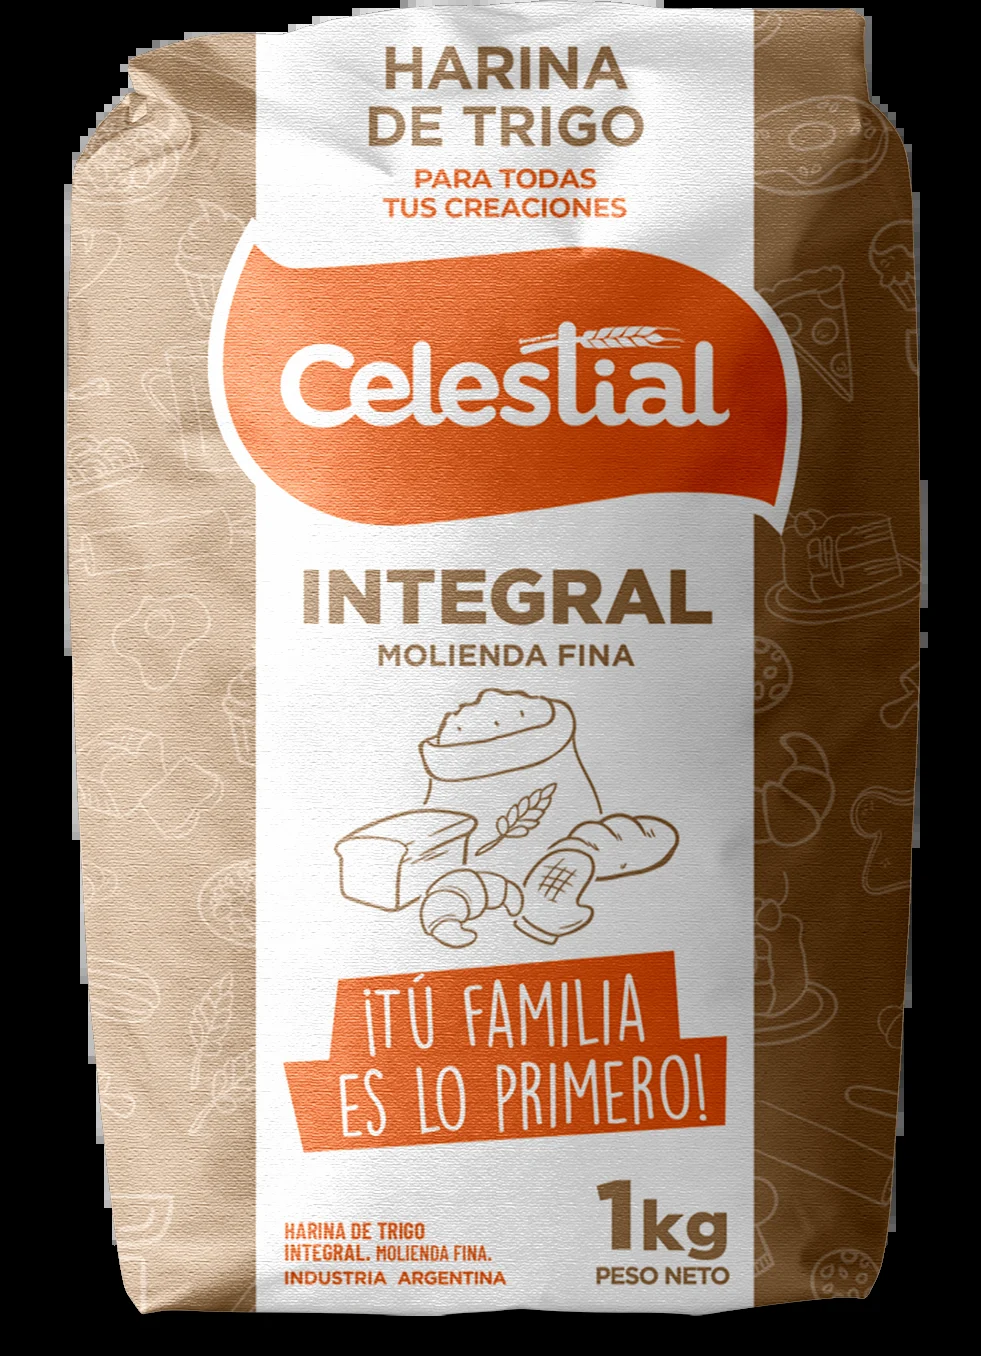 HARINA
DE TRIGO
PARA TODAS
TUS CREACIONES
Celestial
INTEGRAL
MOLIENDA FINA
¡TÚ FAMILIA
ES LO PRIMERO!
1kg
PESO NETO
HARINA DE TRIGO
INTEGRAL. MOLIENDA FINA.
INDUSTRIA ARGENTINA